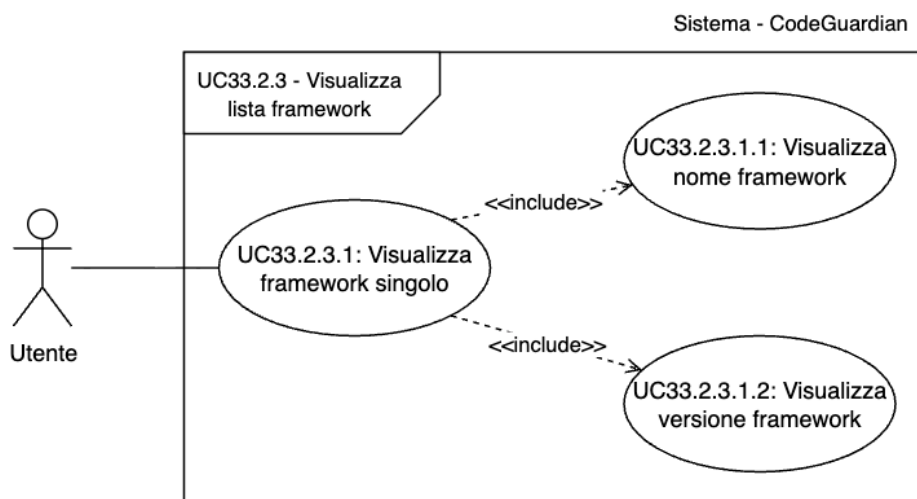 Sistema - CodeGuardian
UC33.2.3 - Visualizza
lista framework
UC33.2.3.1.1: Visualizza
nome framework
<<include>>
UC33.2.3.1: Visualizza
framework singolo
Utente
<<include>>
UC33.2.3.1.2: Visualizza
versione framework